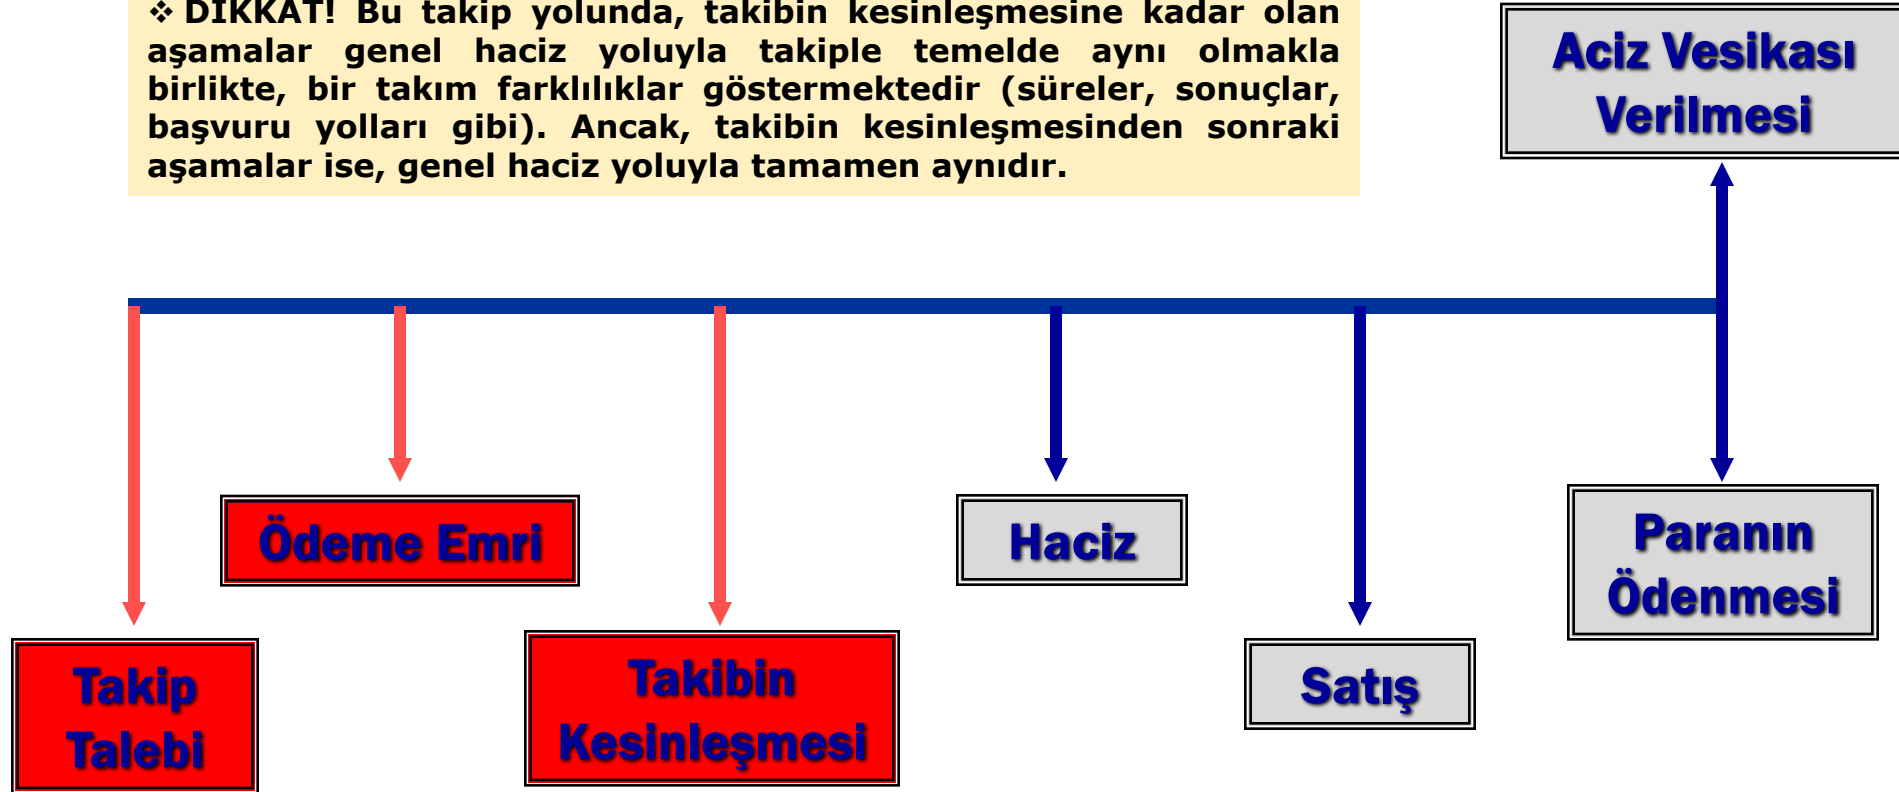 ❖ DİKKAT! Bu takip yolunda, takibin kesinleşmesine kadar olan
aşamalar genel haciz yoluyla takiple temelde aynı olmakla
birlikte, bir takım farklılıklar göstermektedir (süreler, sonuçlar,
başvuru yolları gibi). Ancak, takibin kesinleşmesinden sonraki
aşamalar ise, genel haciz yoluyla tamamen aynıdır.
Aciz Vesikası
Verilmesi
Takip
Talebi
Ödeme Emri
Takibin
Kesinleşmesi
Haciz
Satış
Paranın
Ödenmesi